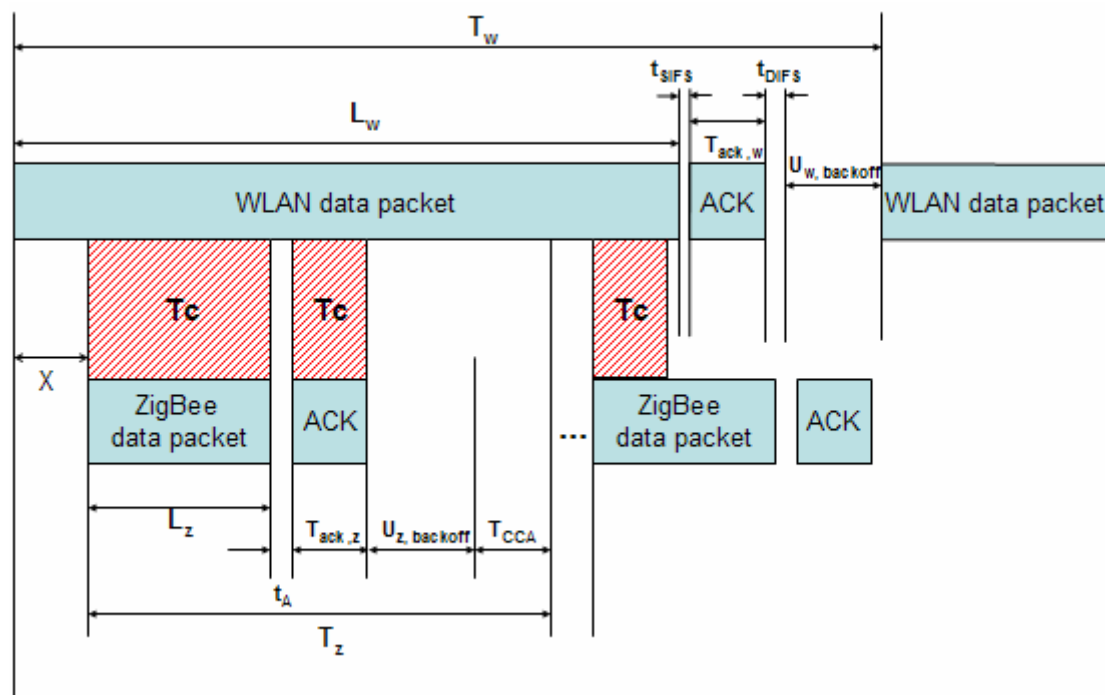 T_w
t_SIFS
t_DIFS
L_w
T_ack,w
U_w, backoff
WLAN data packet
ACK
WLAN data packet
Tc
Tc
Tc
X
ZigBee
data packet
ACK
...
ZigBee
data packet
ACK
L_z
T_ack,z
U_z, backoff
T_CCA
t_A
T_z